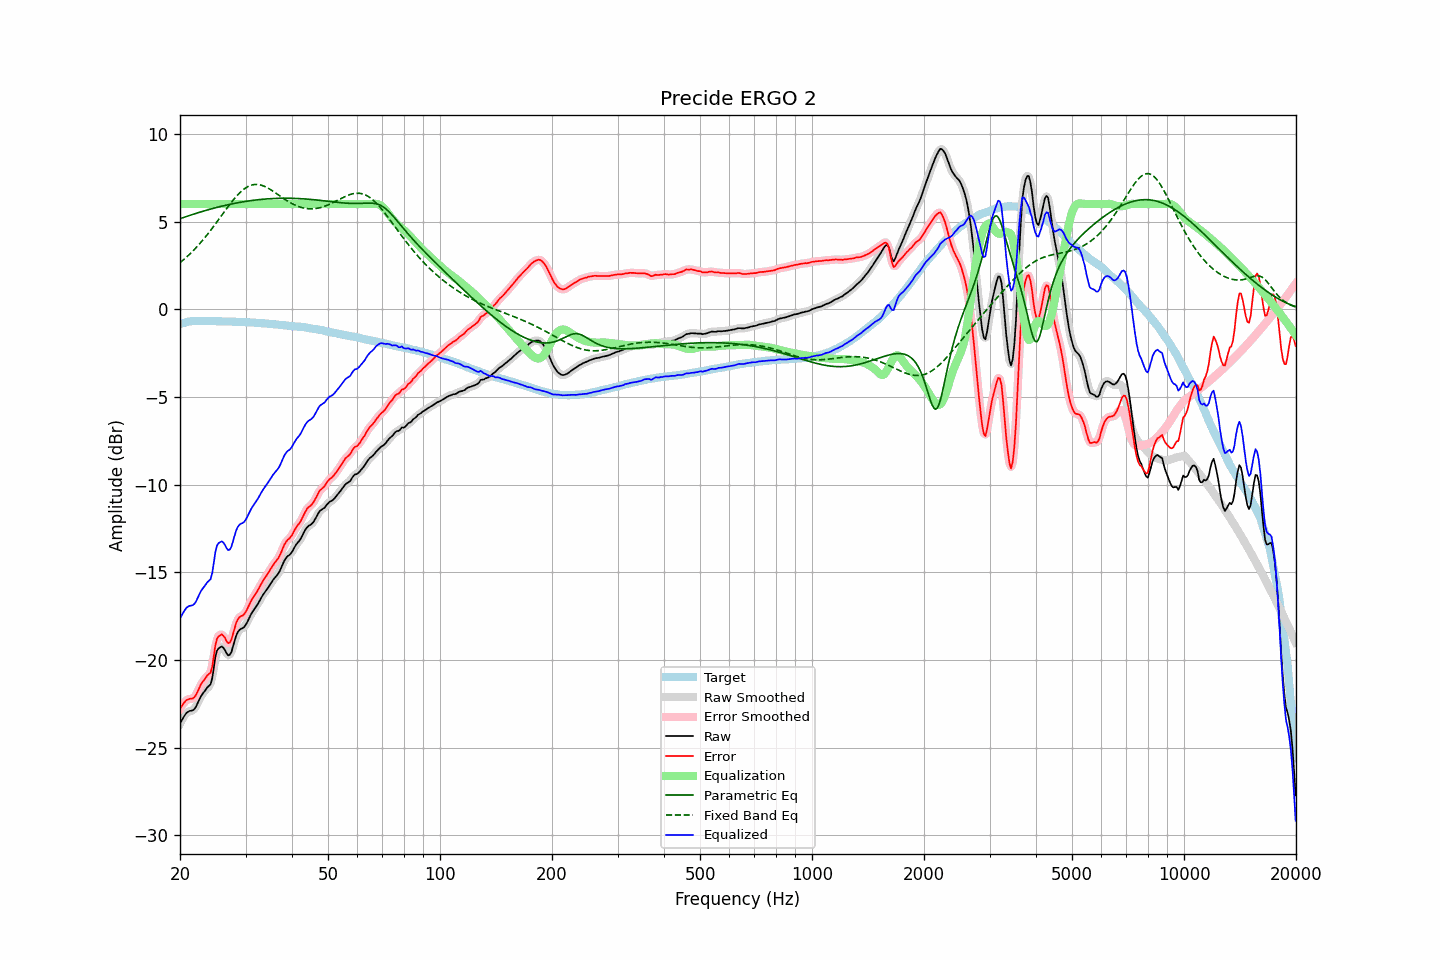 Precide ERGO 2
Amplitude (dBr)
10
5
0
−5
−10
−15
−20
−25
−30
Target
Raw Smoothed
Error Smoothed
Raw
Error
Equalization
Parametric Eq
Fixed Band Eq
Equalized
20 50 100 200 500 1000 2000 5000 10000 20000
Frequency (Hz)